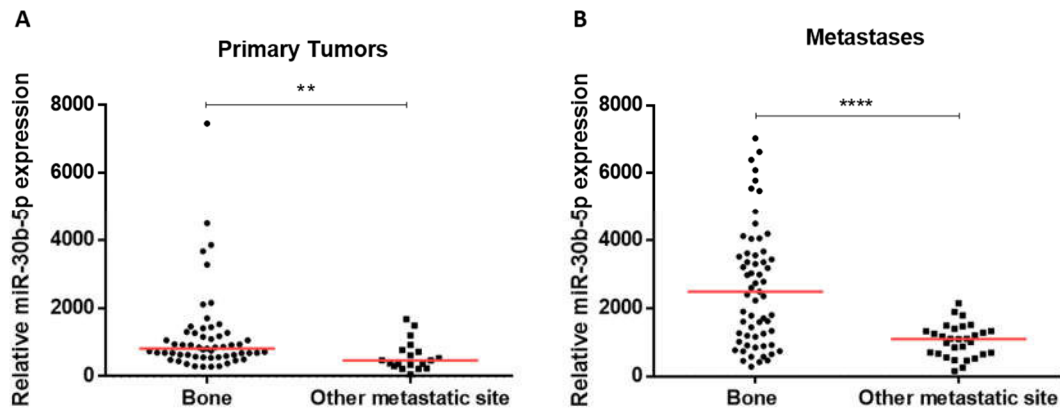 A
Primary Tumors
Relative miR-30b-5p expression
8000
6000
4000
2000
0
**
Bone
Other metastatic site
B
Metastases
Relative miR-30b-5p expression
8000
6000
4000
2000
0
****
Bone
Other metastatic site